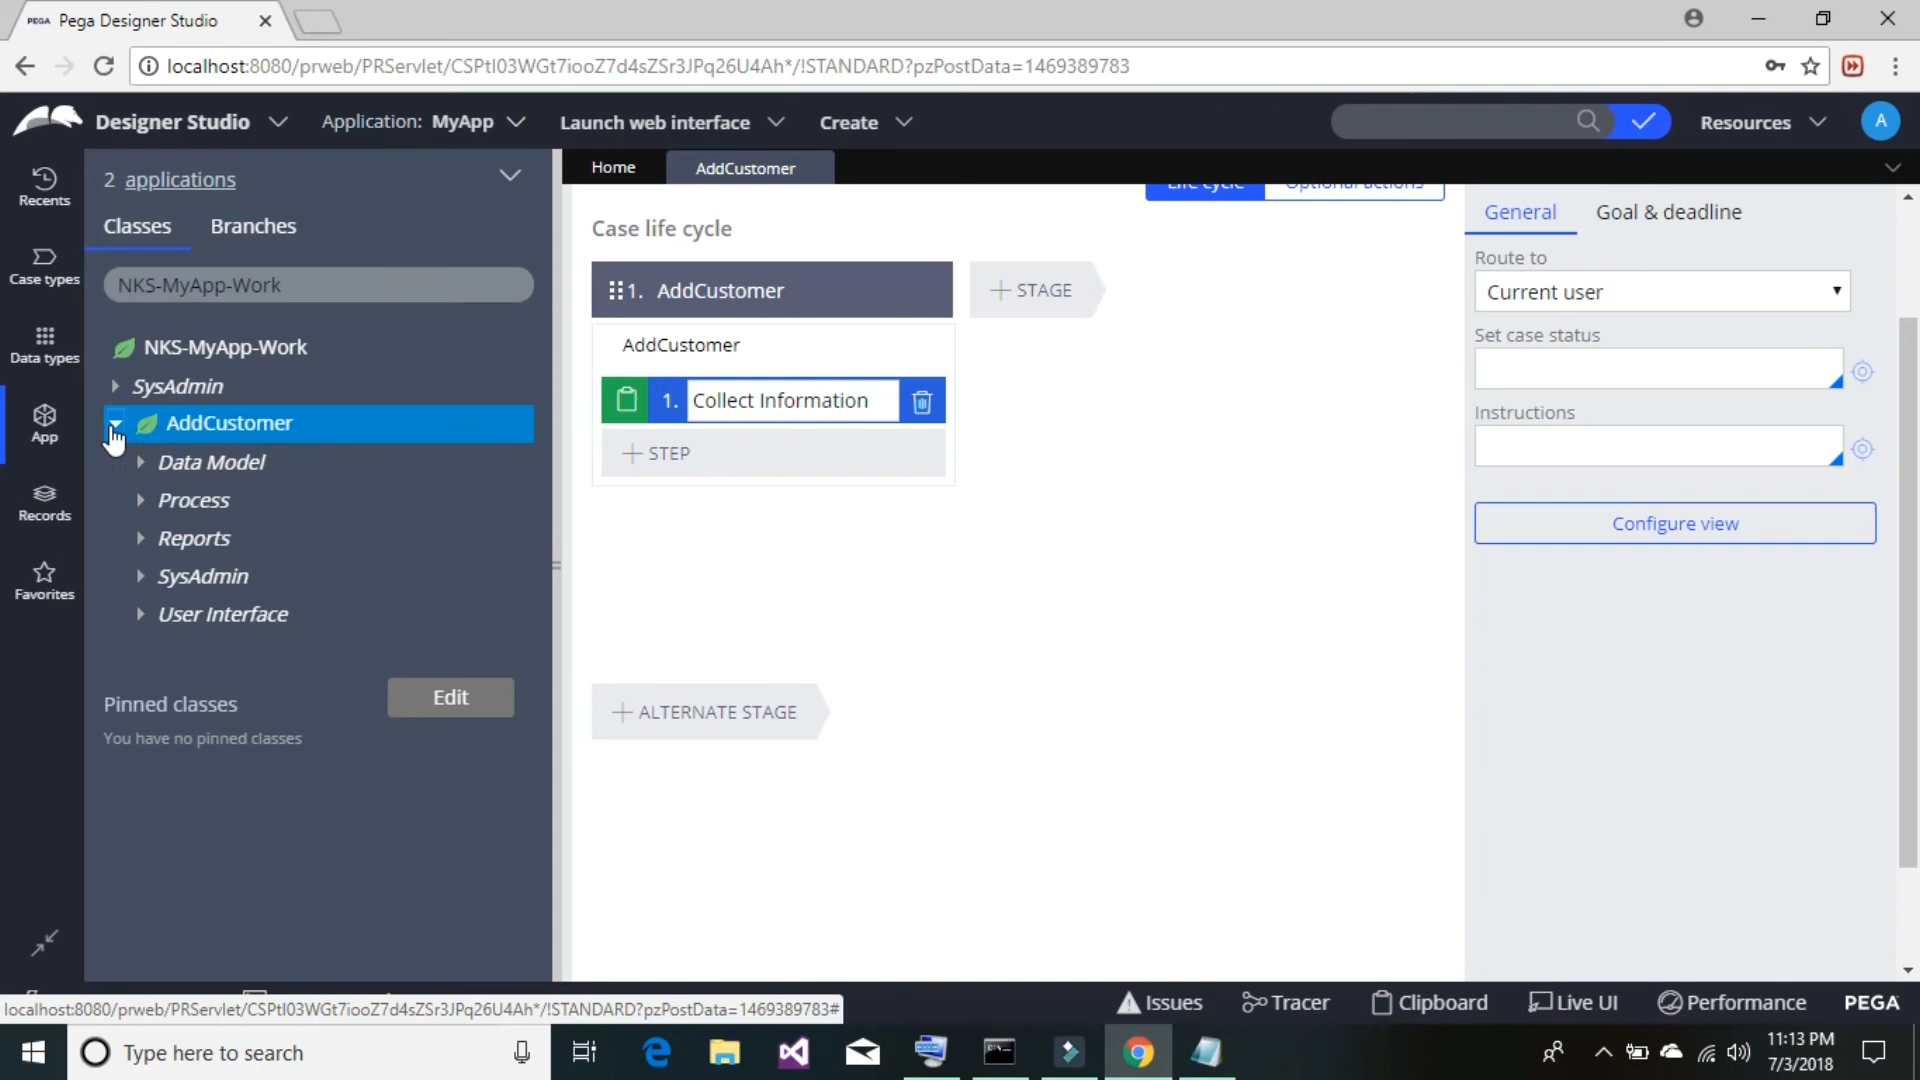 PEGA Pega Designer Studio
localhost:8080/prweb/PRServlet/CSPtI03WGt7iooZ7d4sZSr3JPq26U4Ah*/!STANDARD?pzPostData=1469389783
Designer Studio
Application: MyApp
Launch web interface
Create
Resources
A
Recents
Case types
Data types
App
Records
Favorites
2 applications
Classes
Branches
NKS-MyApp-Work
NKS-MyApp-Work
SysAdmin
AddCustomer
Data Model
Process
Reports
SysAdmin
User Interface
Pinned classes
Edit
You have no pinned classes
Home
AddCustomer
Life cycle
Optional actions
Case life cycle
1. AddCustomer
STAGE
AddCustomer
1. Collect Information
STEP
ALTERNATE STAGE
General
Goal & deadline
Route to
Current user
Set case status
Instructions
Configure view
localhost:8080/prweb/PRServlet/CSPtI03WGt7iooZ7d4sZSr3JPq26U4Ah*/!STANDARD?pzPostData=1469389783#
Issues
Tracer
Clipboard
Live UI
Performance
PEGA
Type here to search
11:13 PM
7/3/2018